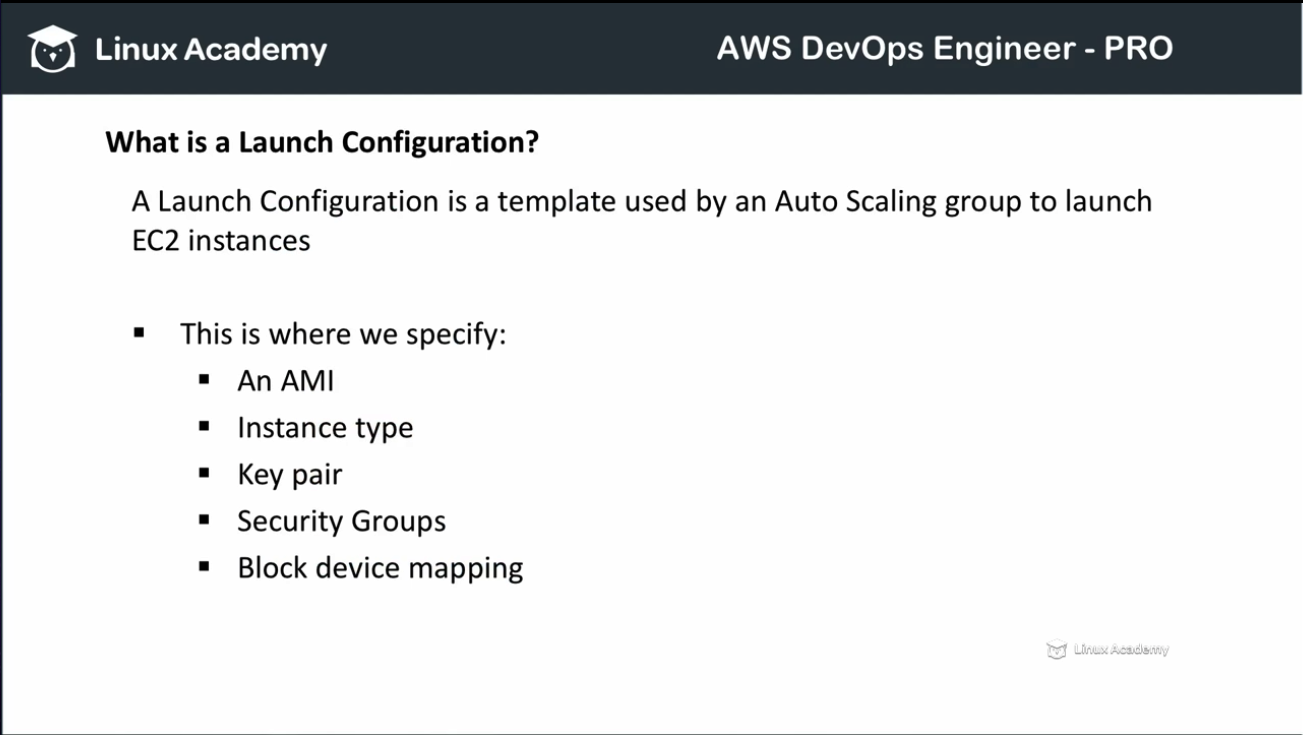 Linux Academy
AWS DevOps Engineer - PRO
What is a Launch Configuration?
A Launch Configuration is a template used by an Auto Scaling group to launch
EC2 instances
▪ This is where we specify:
▪ An AMI
▪ Instance type
▪ Key pair
▪ Security Groups
▪ Block device mapping
Linux Academy